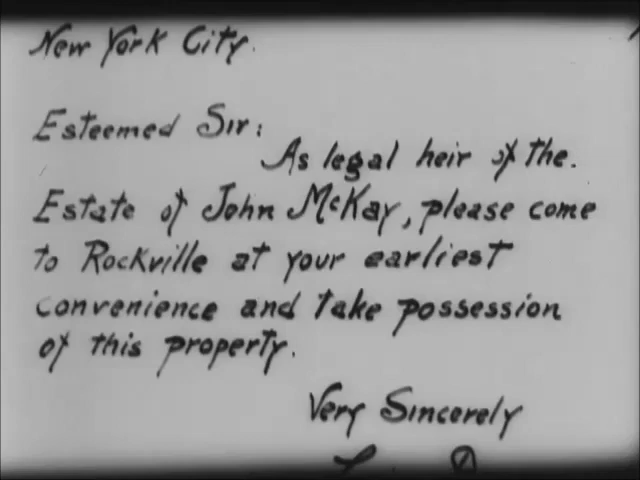 New York City.
Esteemed Sir:
As legal heir of the.
Estate of John McKay, please come
to Rockville at your earliest
convenience and take possession
of this property.
Very Sincerely